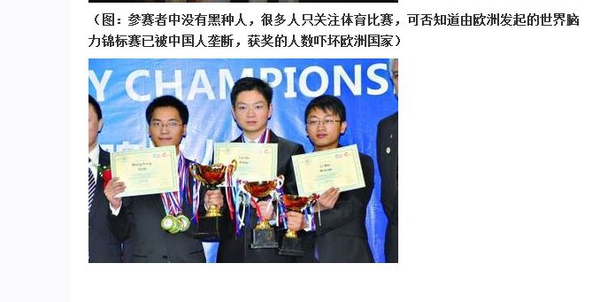 （图：参赛者中没有黑种人，很多人只关注体育比赛，可否知道由欧洲发起的世界脑
力锦标赛已被中国人垄断，获奖的人数吓坏欧洲国家）
Y CHAMPIONS